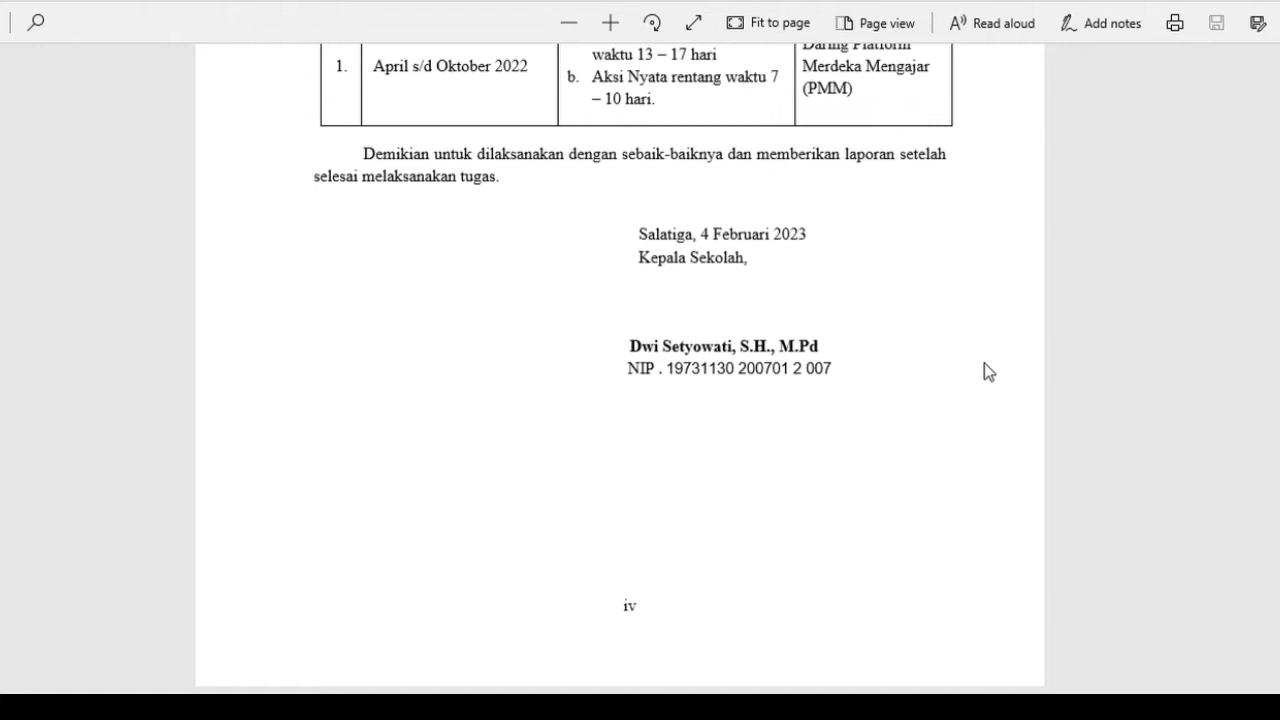 Fit to page
Page view
Read aloud
Add notes
1.
April s/d Oktober 2022
waktu 13 – 17 hari
b. Aksi Nyata rentang waktu 7
– 10 hari.
Daring Platform
Merdeka Mengajar
(PMM)
Demikian untuk dilaksanakan dengan sebaik-baiknya dan memberikan laporan setelah
selesai melaksanakan tugas.
Salatiga, 4 Februari 2023
Kepala Sekolah,
Dwi Setyowati, S.H., M.Pd
NIP . 19731130 200701 2 007
iv